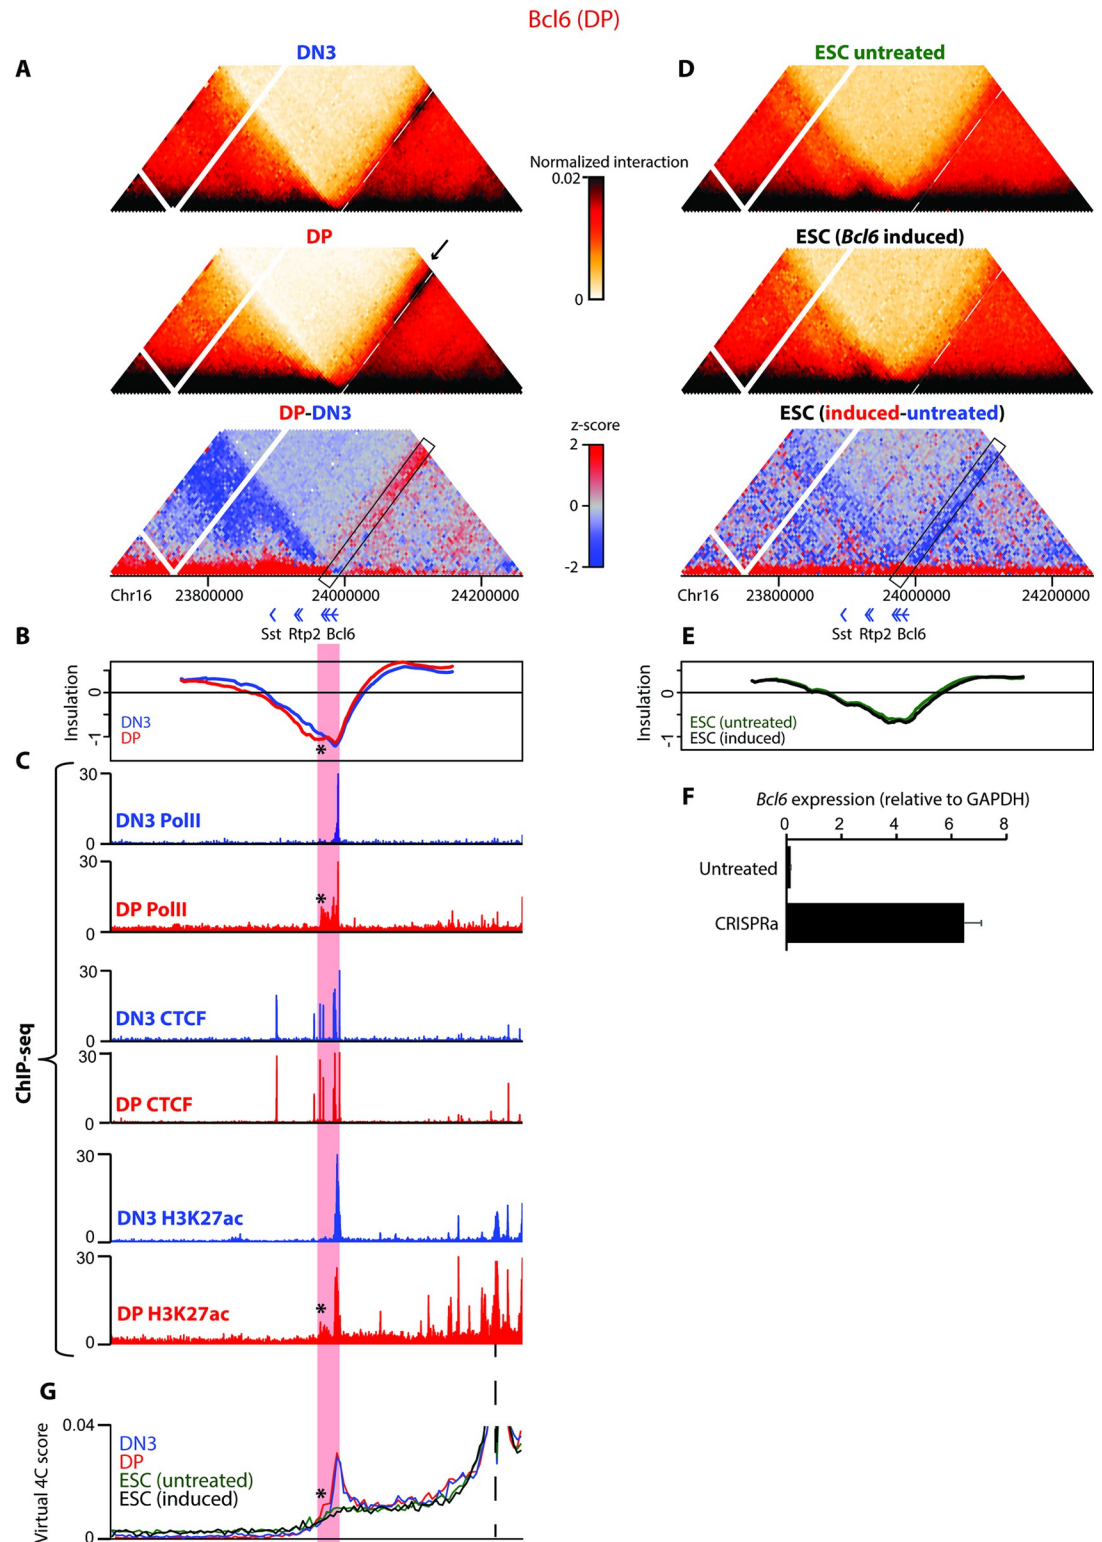 Bcl6 (DP)
A
DN3
D
ESC untreated
Normalized interaction
0.02
0
DP
ESC (Bcl6 induced)
DP-DN3
z-score
2
0
-2
ESC (induced-untreated)
Chr16 23800000 24000000 24200000
Sst Rtp2 Bcl6
Chr16 23800000 24000000 24200000
Sst Rtp2 Bcl6
B
Insulation
0
-1
DN3
DP
*
E
Insulation
0
-1
ESC (untreated)
ESC (induced)
C
ChIP-seq
30
DN3 PolII
0
30
DP PolII
*
0
30
DN3 CTCF
0
30
DP CTCF
0
30
DN3 H3K27ac
0
30
DP H3K27ac
*
0
F
Bcl6 expression (relative to GAPDH)
0 2 4 6 8
Untreated
CRISPRa
G
Virtual 4C score
0.04
DN3
DP
ESC (untreated)
ESC (induced)
*
0